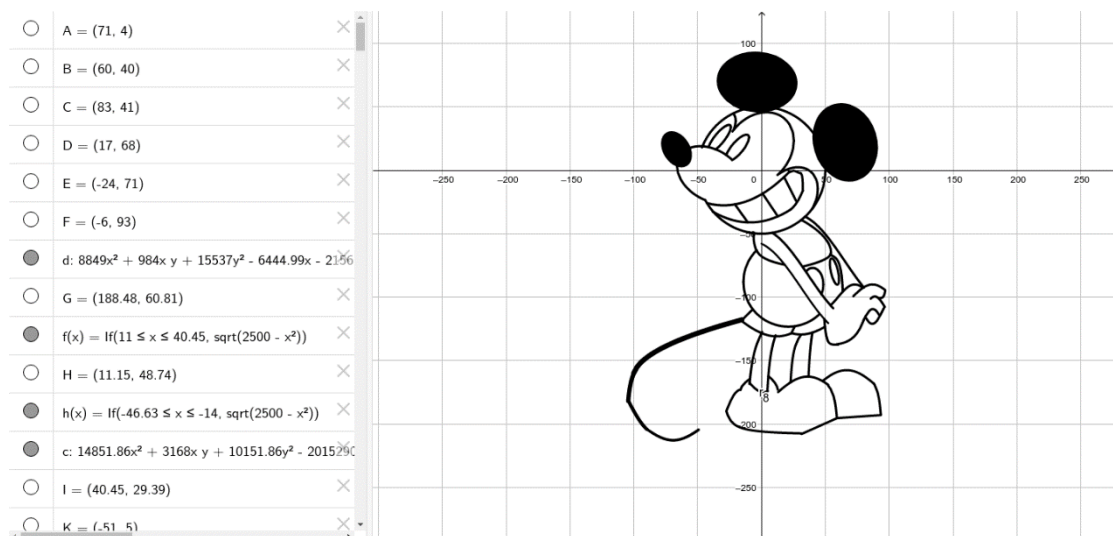 A = (71, 4)
B = (60, 40)
C = (83, 41)
D = (17, 68)
E = (-24, 71)
F = (-6, 93)
d: 8849x² + 984x y + 15537y² - 6444.99x - 2156
G = (188.48, 60.81)
f(x) = If(11 ≤ x ≤ 40.45, sqrt(2500 - x²))
H = (11.15, 48.74)
h(x) = If(-46.63 ≤ x ≤ -14, sqrt(2500 - x²))
c: 14851.86x² + 3168x y + 10151.86y² - 2015290
I = (40.45, 29.39)
K = (-51, 5)
100
−250 −200 −150 −100 −50 0 50 100 150 200 250
−50
−100
−150
8
200
−250